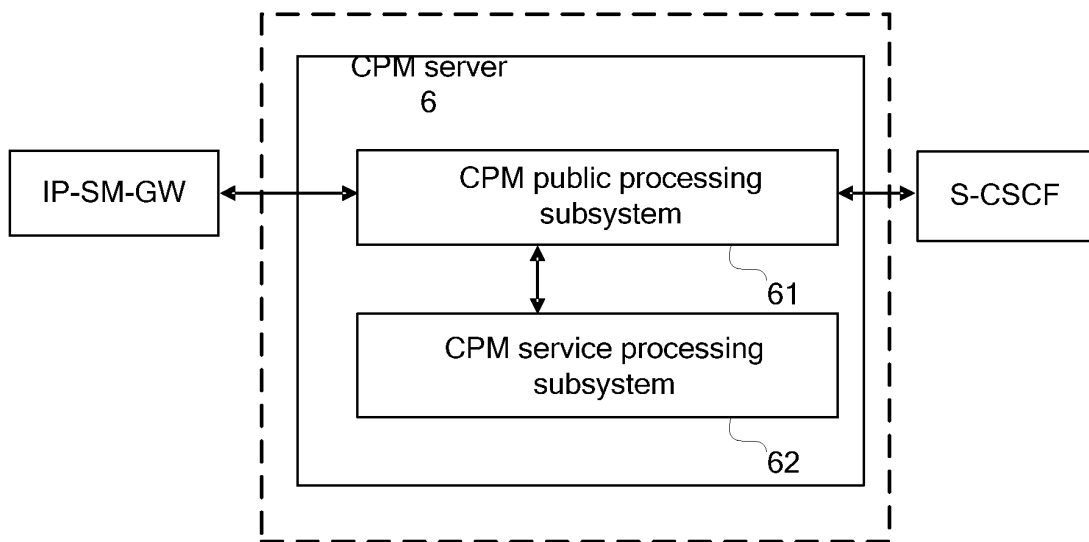 CPM server
6
IP-SM-GW
CPM public processing
subsystem
S-CSCF
61
CPM service processing
subsystem
62